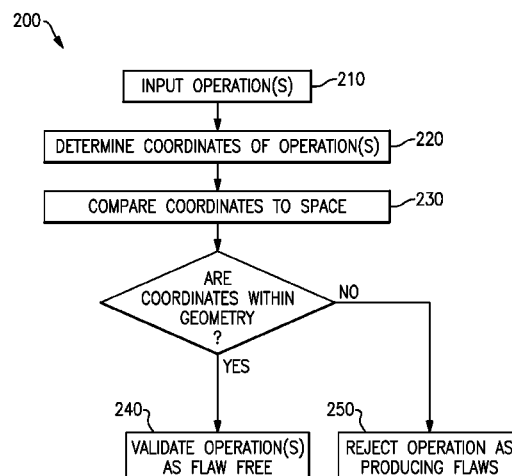 200
INPUT OPERATION(S)
210
DETERMINE COORDINATES OF OPERATION(S)
220
COMPARE COORDINATES TO SPACE
230
ARE
COORDINATES WITHIN
GEOMETRY
?
NO
YES
240
VALIDATE OPERATION(S)
AS FLAW FREE
250
REJECT OPERATION AS
PRODUCING FLAWS